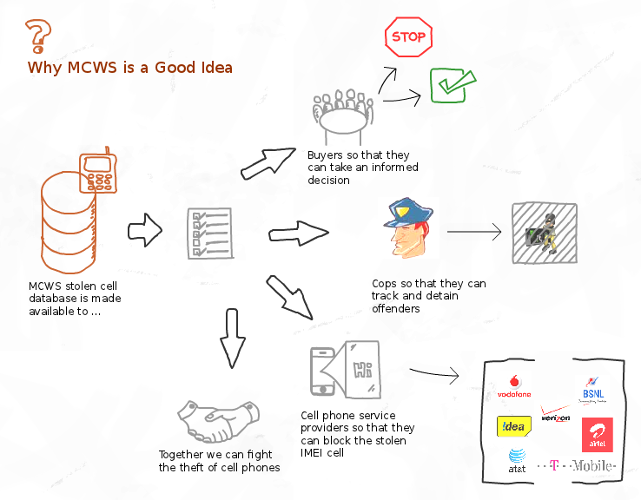 ?
Why MCWS is a Good Idea
STOP
Buyers so that they
can take an informed
decision
MCWS stolen cell
database is made
available to ...
Cops so that they can
track and detain
offenders
Hi
Together we can fight
the theft of cell phones
Cell phone service
providers so that they
can block the stolen
IMEI cell
vodafone
BSNL
!dea
verizon
airtel
at&t
T Mobile